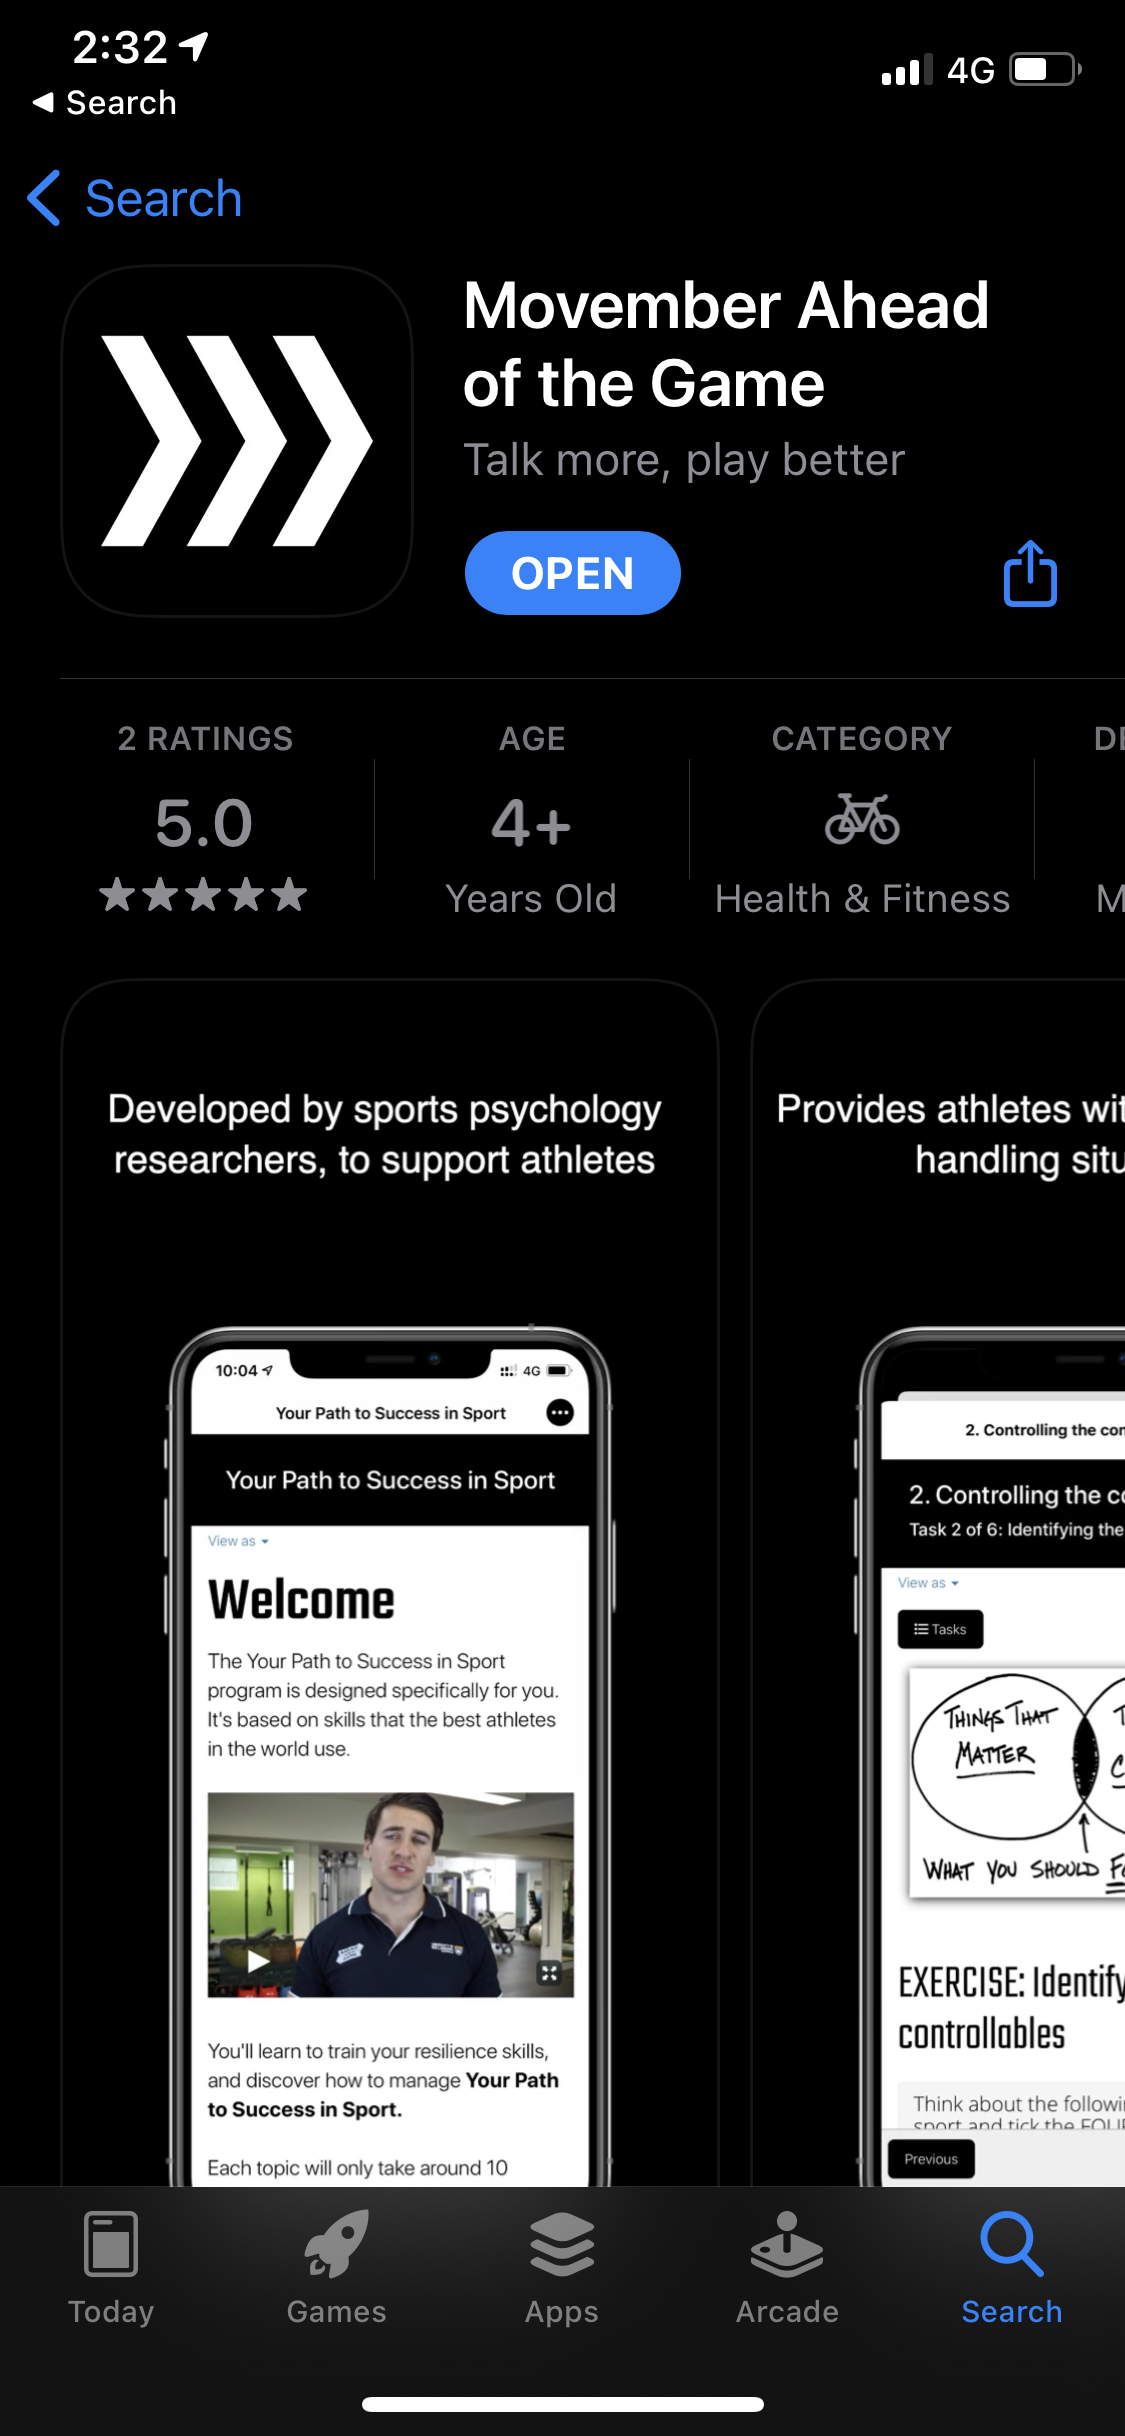 2:32
4G
Search
Search
Movember Ahead
of the Game
Talk more, play better
OPEN
2 RATINGS
5.0
AGE
4+
Years Old
CATEGORY
Health & Fitness
DE
M
Developed by sports psychology
researchers, to support athletes
10:04
4G
Your Path to Success in Sport
Your Path to Success in Sport
View as
Welcome
The Your Path to Success in Sport
program is designed specifically for you.
It's based on skills that the best athletes
in the world use.
You'll learn to train your resilience skills,
and discover how to manage Your Path
to Success in Sport.
Each topic will only take around 10
Provides athletes wit
handling situ
2. Controlling the con
2. Controlling the co
Task 2 of 6: Identifying the
View as
Tasks
THINGS THAT
MATTER
WHAT YOU SHOULD Fo
EXERCISE: Identify
controllables
Think about the followi
sport and tick the FOUR
Previous
Today
Games
Apps
Arcade
Search